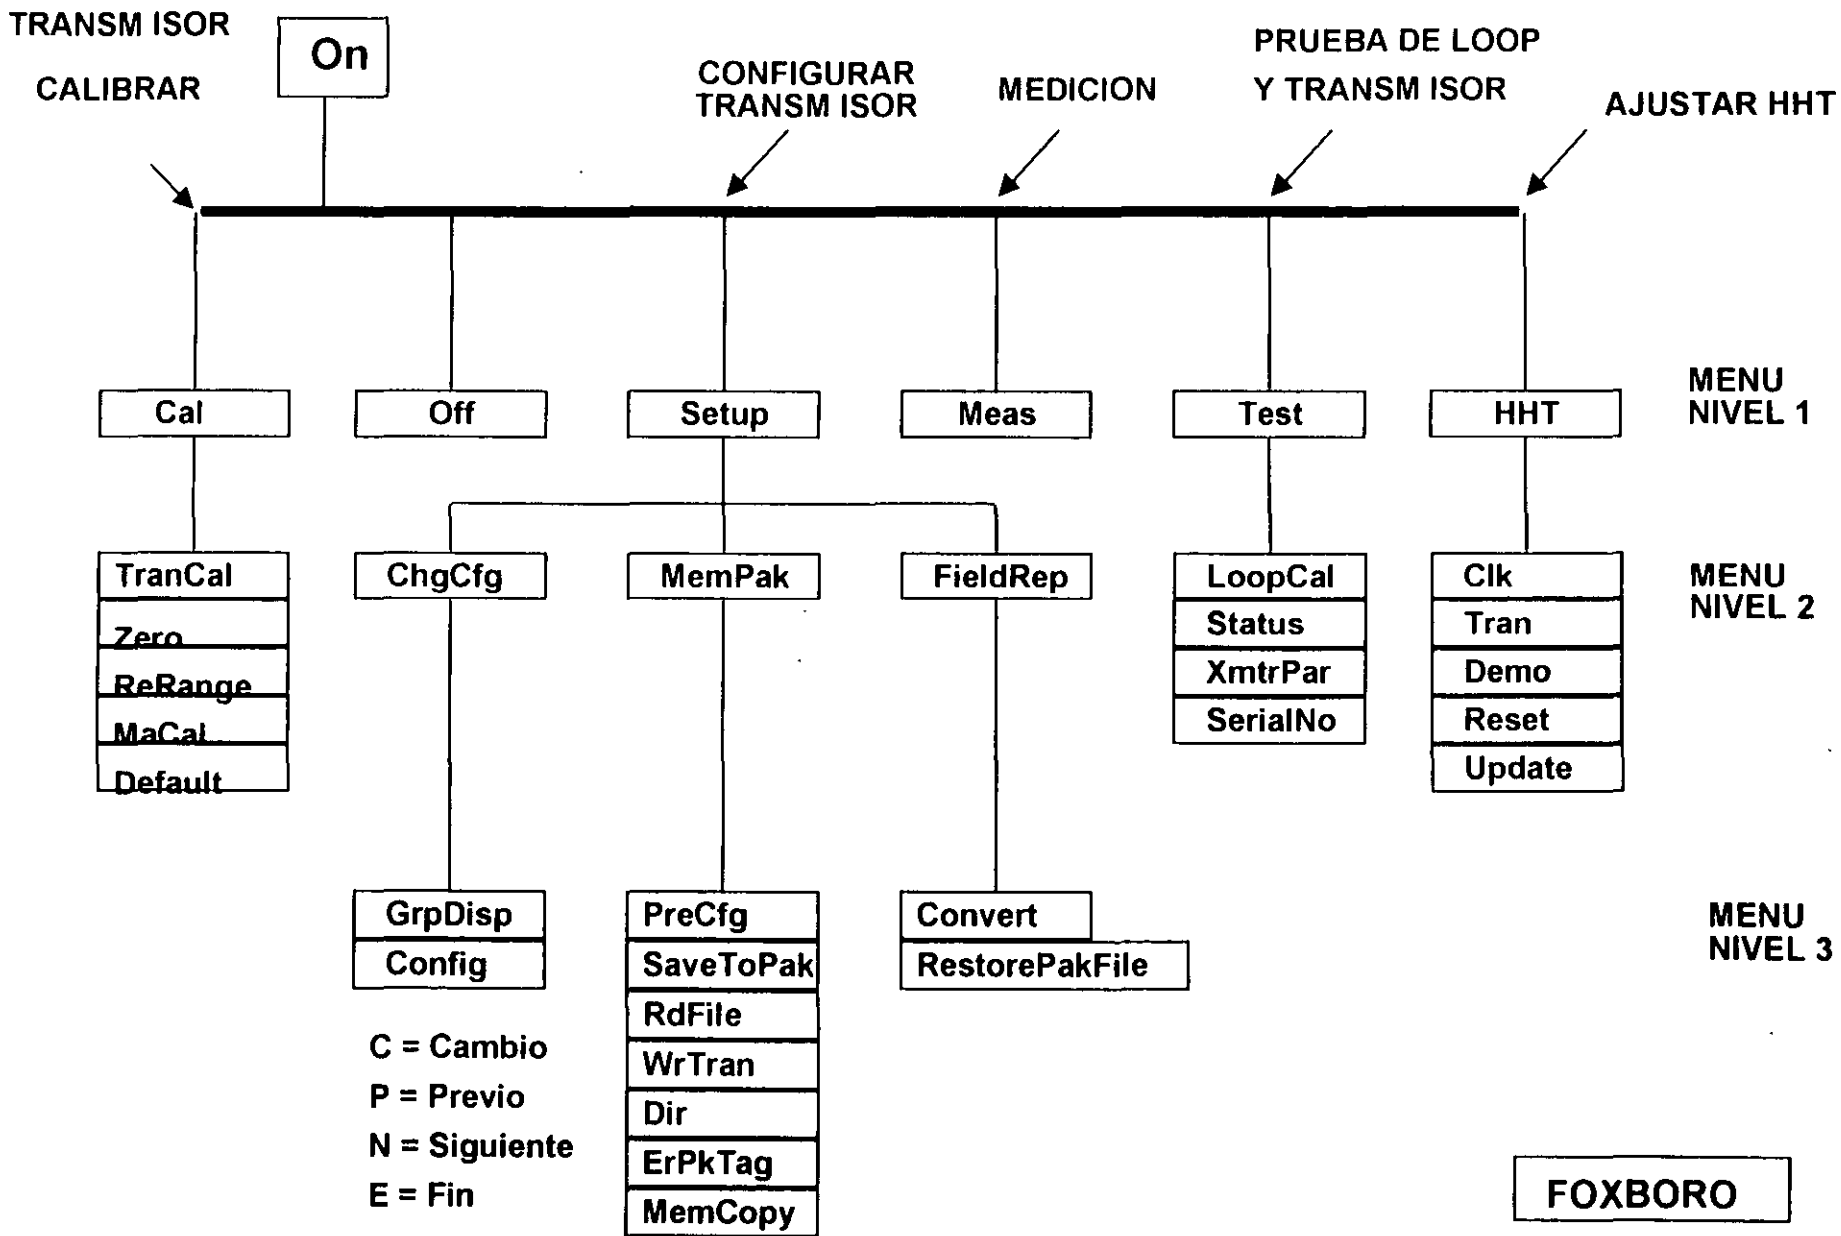 TRANSM ISOR
CALIBRAR
On
CONFIGURAR
TRANSM ISOR
MEDICION
PRUEBA DE LOOP
Y TRANSM ISOR
AJUSTAR HHT
Cal
Off
Setup
Meas
Test
HHT
MENU
NIVEL 1
TranCal
Zero
ReRange
MaCal
Default
ChgCfg
MemPak
FieldRep
LoopCal
Status
XmtrPar
SerialNo
Clk
Tran
Demo
Reset
Update
MENU
NIVEL 2
GrpDisp
Config
PreCfg
SaveToPak
RdFile
WrTran
Dir
ErPkTag
MemCopy
Convert
RestorePakFile
MENU
NIVEL 3
C = Cambio
P = Previo
N = Siguiente
E = Fin
FOXBORO